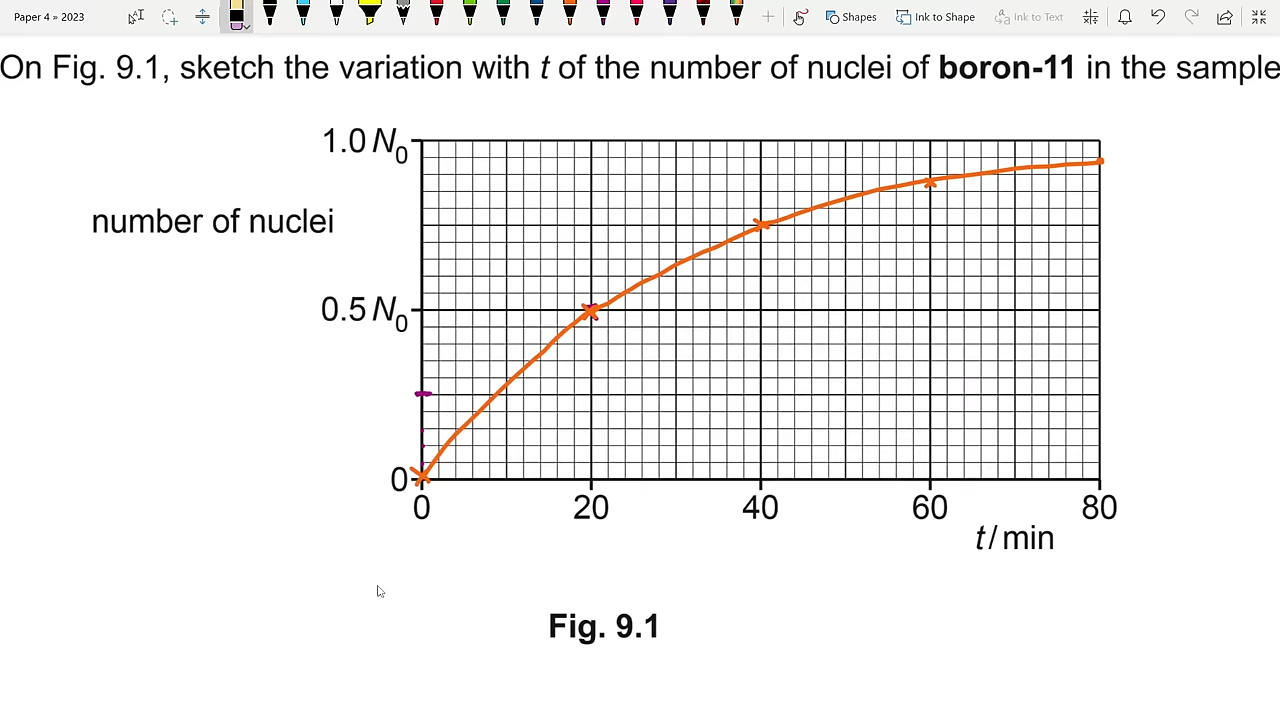 Paper 4 » 2023
Shapes
Ink to Shape
Ink to Text
On Fig. 9.1, sketch the variation with t of the number of nuclei of boron-11 in the sample
1.0 N₀
number of nuclei
0.5 N₀
0
0 20 40 60 80
t / min
Fig. 9.1